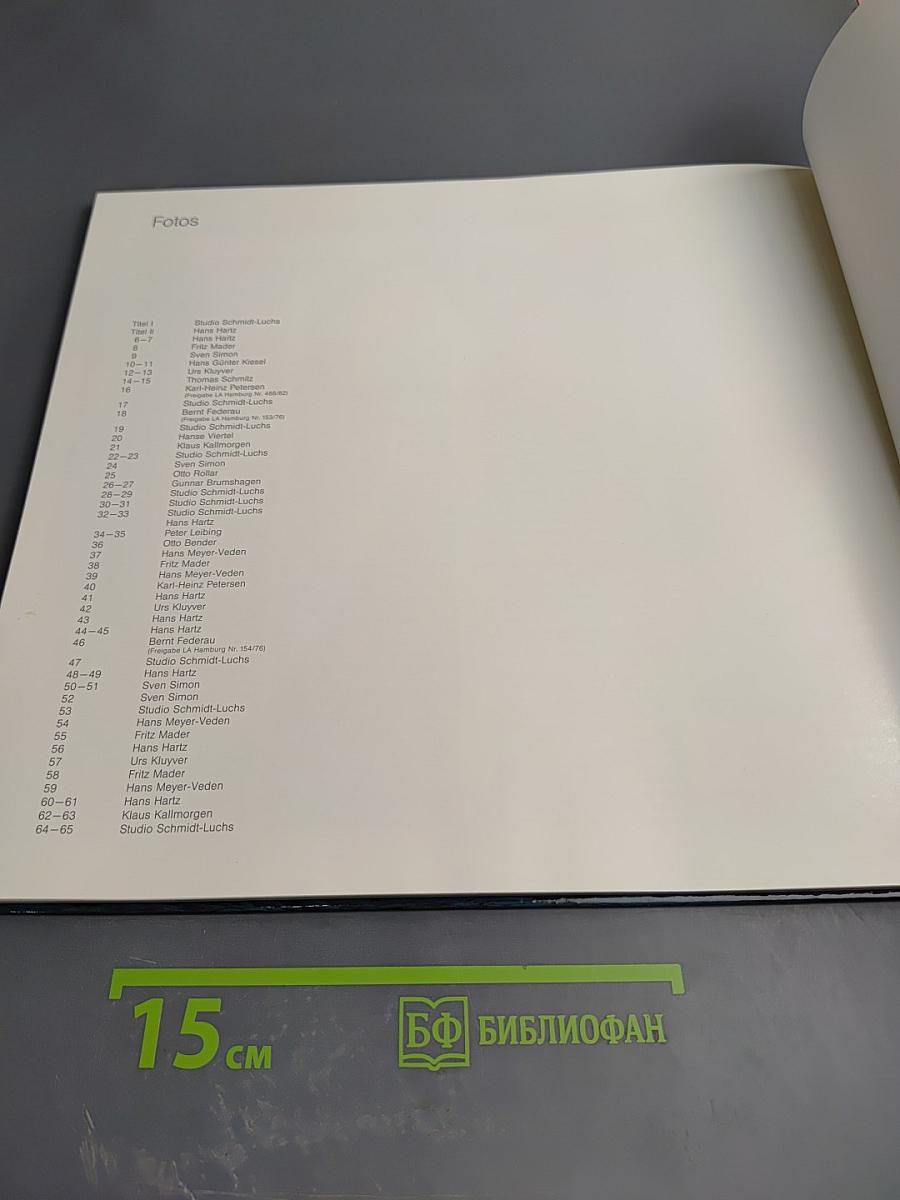 Fotos
Titel I Studio Schmidt-Luchs
Titel II Hans Hartz
6–7 Hans Hartz
8 Fritz Mader
9 Sven Simon
10–11 Hans Günter Kiesel
12–13 Urs Kluyver
14–15 Thomas Schmitz
16 Karl-Heinz Petersen
(Freigabe LA Hamburg Nr. 466/82)
17 Studio Schmidt-Luchs
18 Bernt Federau
(Freigabe LA Hamburg Nr. 153/76)
19 Studio Schmidt-Luchs
20 Hanse Viertel
21 Klaus Kallmorgen
22–23 Studio Schmidt-Luchs
24 Sven Simon
25 Otto Rollar
26–27 Gunnar Brumshagen
28–29 Studio Schmidt-Luchs
30–31 Studio Schmidt-Luchs
32–33 Studio Schmidt-Luchs
Hans Hartz
34–35 Peter Leibing
36 Otto Bender
37 Hans Meyer-Veden
38 Fritz Mader
39 Hans Meyer-Veden
40 Karl-Heinz Petersen
41 Hans Hartz
42 Urs Kluyver
43 Hans Hartz
44–45 Hans Hartz
46 Bernt Federau
(Freigabe LA Hamburg Nr. 154/76)
47 Studio Schmidt-Luchs
48–49 Hans Hartz
50–51 Sven Simon
52 Sven Simon
53 Studio Schmidt-Luchs
54 Hans Meyer-Veden
55 Fritz Mader
56 Hans Hartz
57 Urs Kluyver
58 Fritz Mader
59 Hans Meyer-Veden
60–61 Hans Hartz
62–63 Klaus Kallmorgen
64–65 Studio Schmidt-Luchs
15 см
БФ БИБЛИОФАН